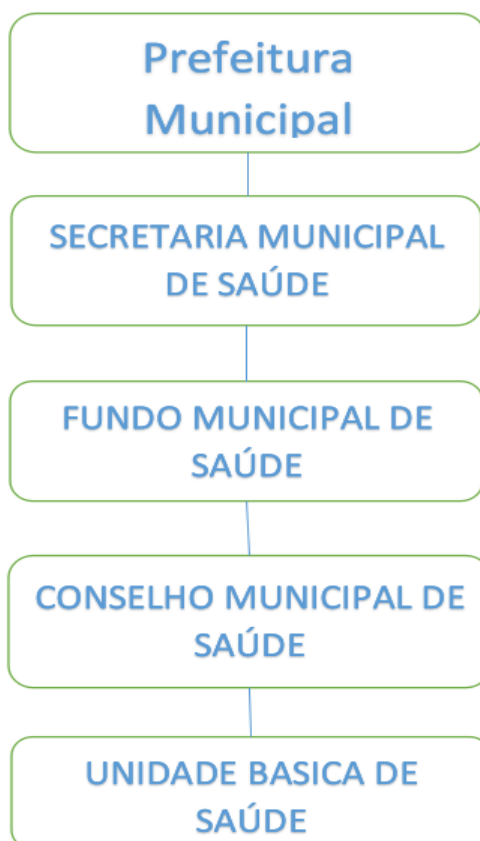 Prefeitura
Municipal
SECRETARIA MUNICIPAL
DE SAÚDE
FUNDO MUNICIPAL DE
SAÚDE
CONSELHO MUNICIPAL DE
SAÚDE
UNIDADE BASICA DE
SAÚDE